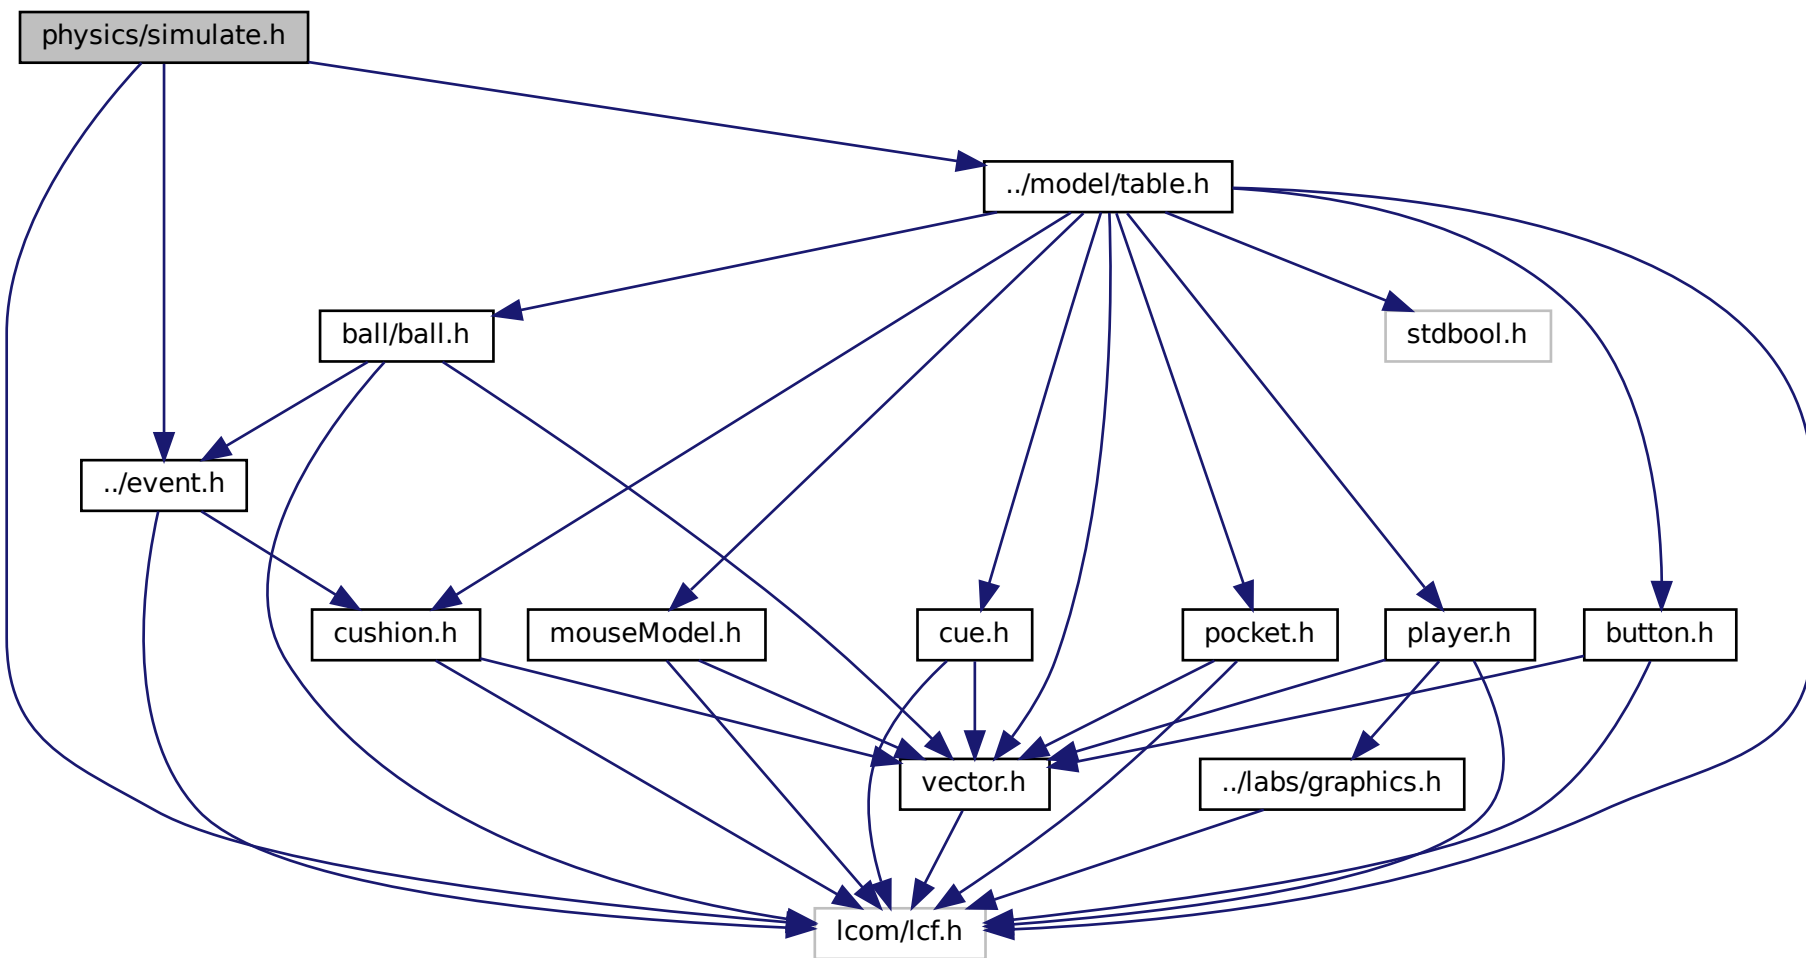 physics/simulate.h
../model/table.h
ball/ball.h
stdbool.h
../event.h
cushion.h
mouseModel.h
cue.h
pocket.h
player.h
button.h
vector.h
../labs/graphics.h
lcom/lcf.h